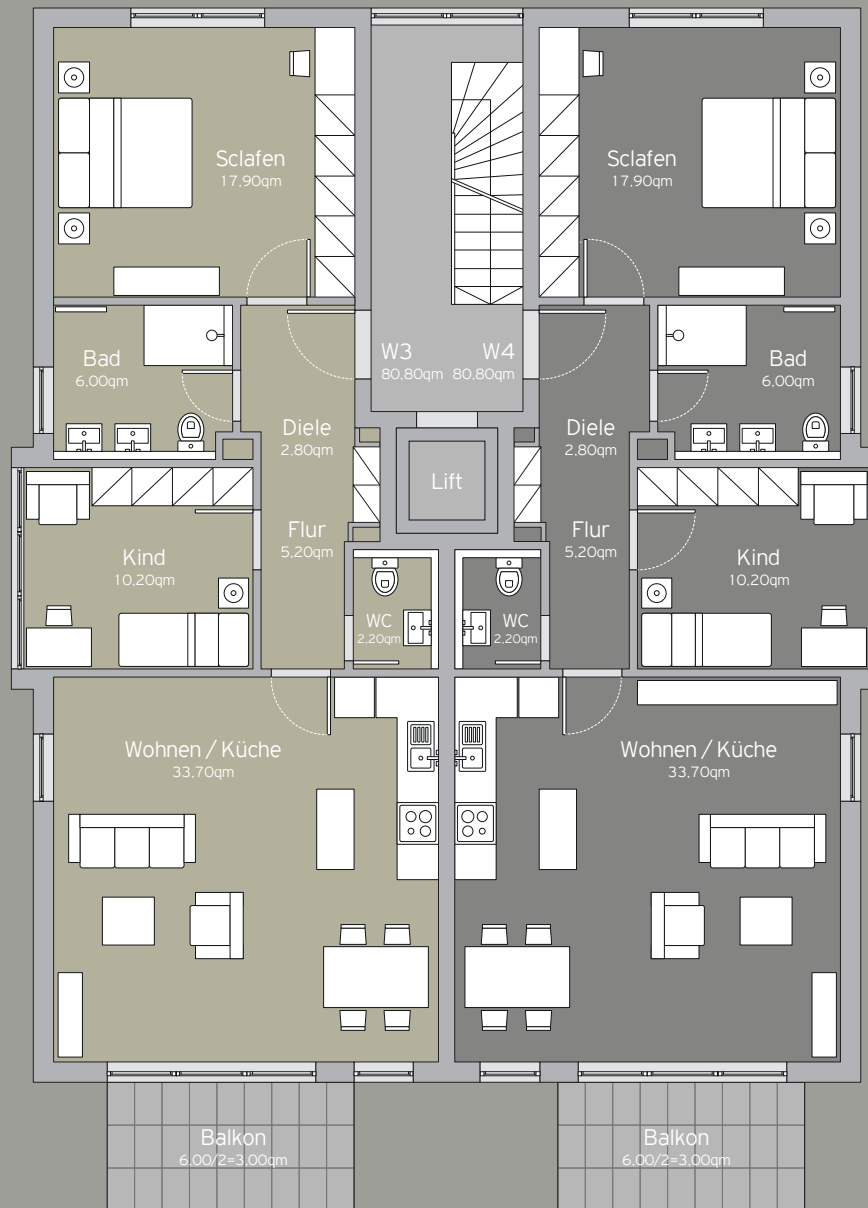 Sclafen
17,90qm
Sclafen
17,90qm
W3
80,80qm
W4
80,80qm
Bad
6,00qm
Bad
6,00qm
Diele
2,80qm
Diele
2,80qm
Lift
Flur
5,20qm
Flur
5,20qm
Kind
10,20qm
Kind
10,20qm
WC
2,20qm
WC
2,20qm
Wohnen / Küche
33,70qm
Wohnen / Küche
33,70qm
Balkon
6,00/2=3,00qm
Balkon
6,00/2=3,00qm